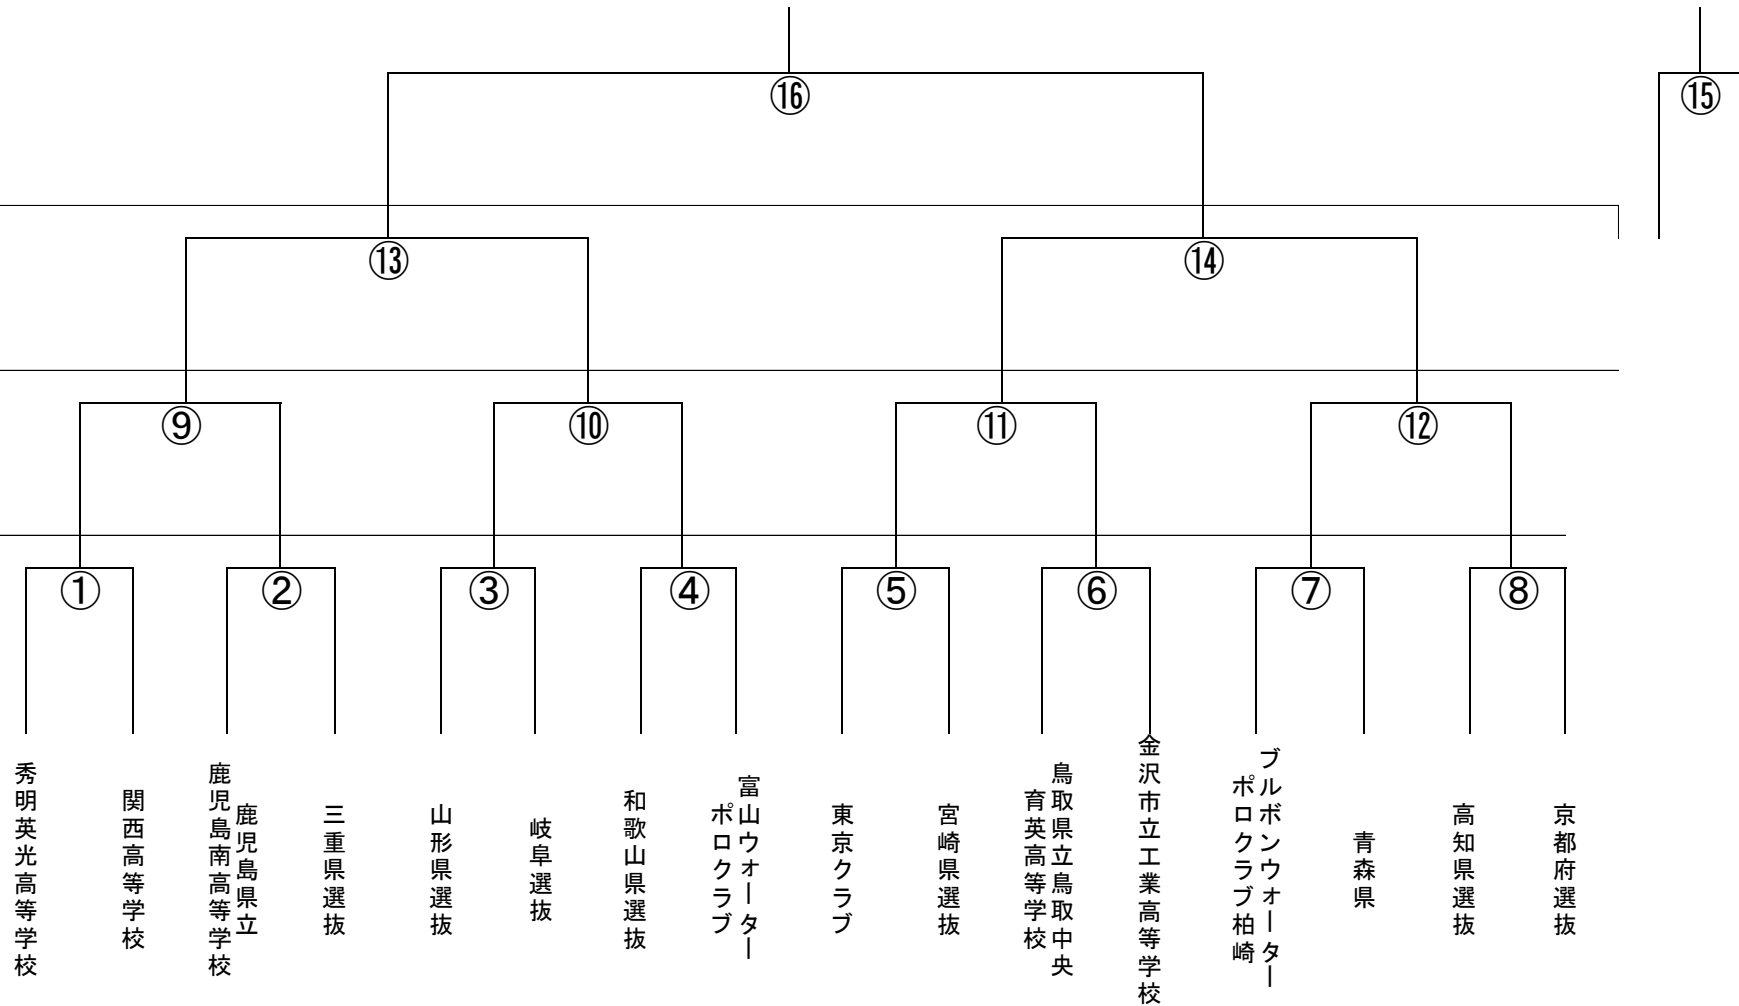 ⑯
⑮
⑬
⑭
⑨
⑩
⑪
⑫
①
②
③
④
⑤
⑥
⑦
⑧
秀明英光高等学校
関西高等学校
鹿児島県立
鹿児島南高等学校
三重県選抜
山形県選抜
岐阜選抜
和歌山県選抜
富山ウォーター
ポロクラブ
東京クラブ
宮崎県選抜
鳥取県立鳥取中央
育英高等学校
金沢市立工業高等学校
ブルボンウォーター
ポロクラブ柏崎
青森県
高知県選抜
京都府選抜